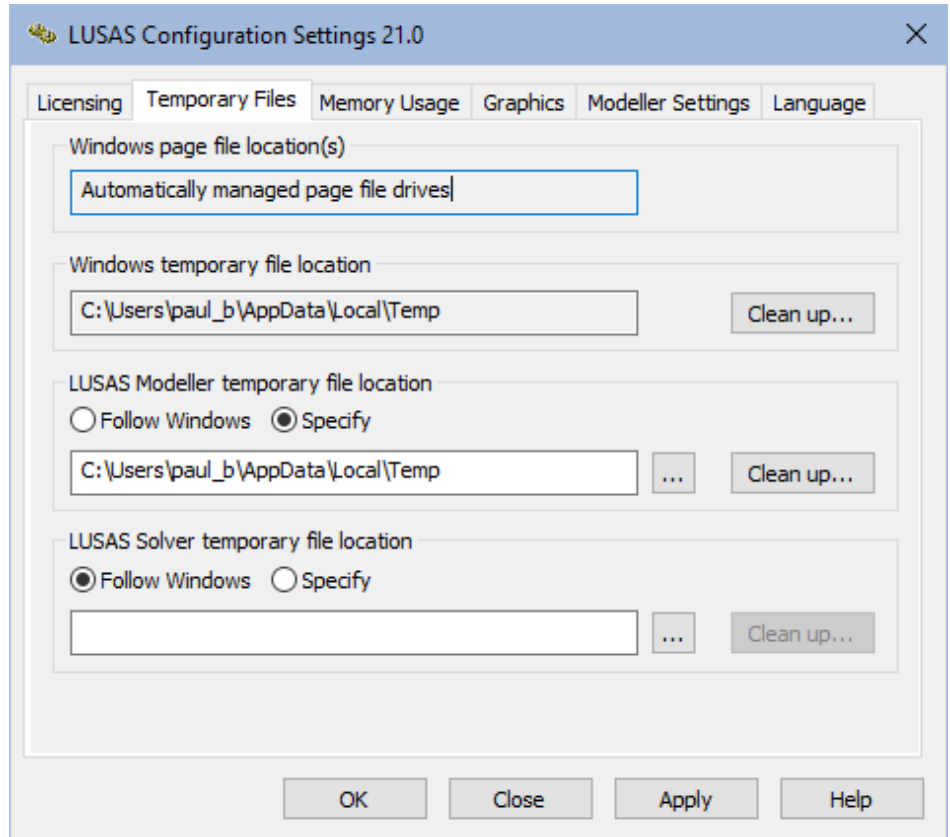 LUSAS Configuration Settings 21.0
Licensing Temporary Files Memory Usage Graphics Modeller Settings Language
Windows page file location(s)
Automatically managed page file drives
Windows temporary file location
C:\Users\paul_b\AppData\Local\Temp Clean up...
LUSAS Modeller temporary file location
Follow Windows Specify
C:\Users\paul_b\AppData\Local\Temp ... Clean up...
LUSAS Solver temporary file location
Follow Windows Specify
... Clean up...
OK Close Apply Help